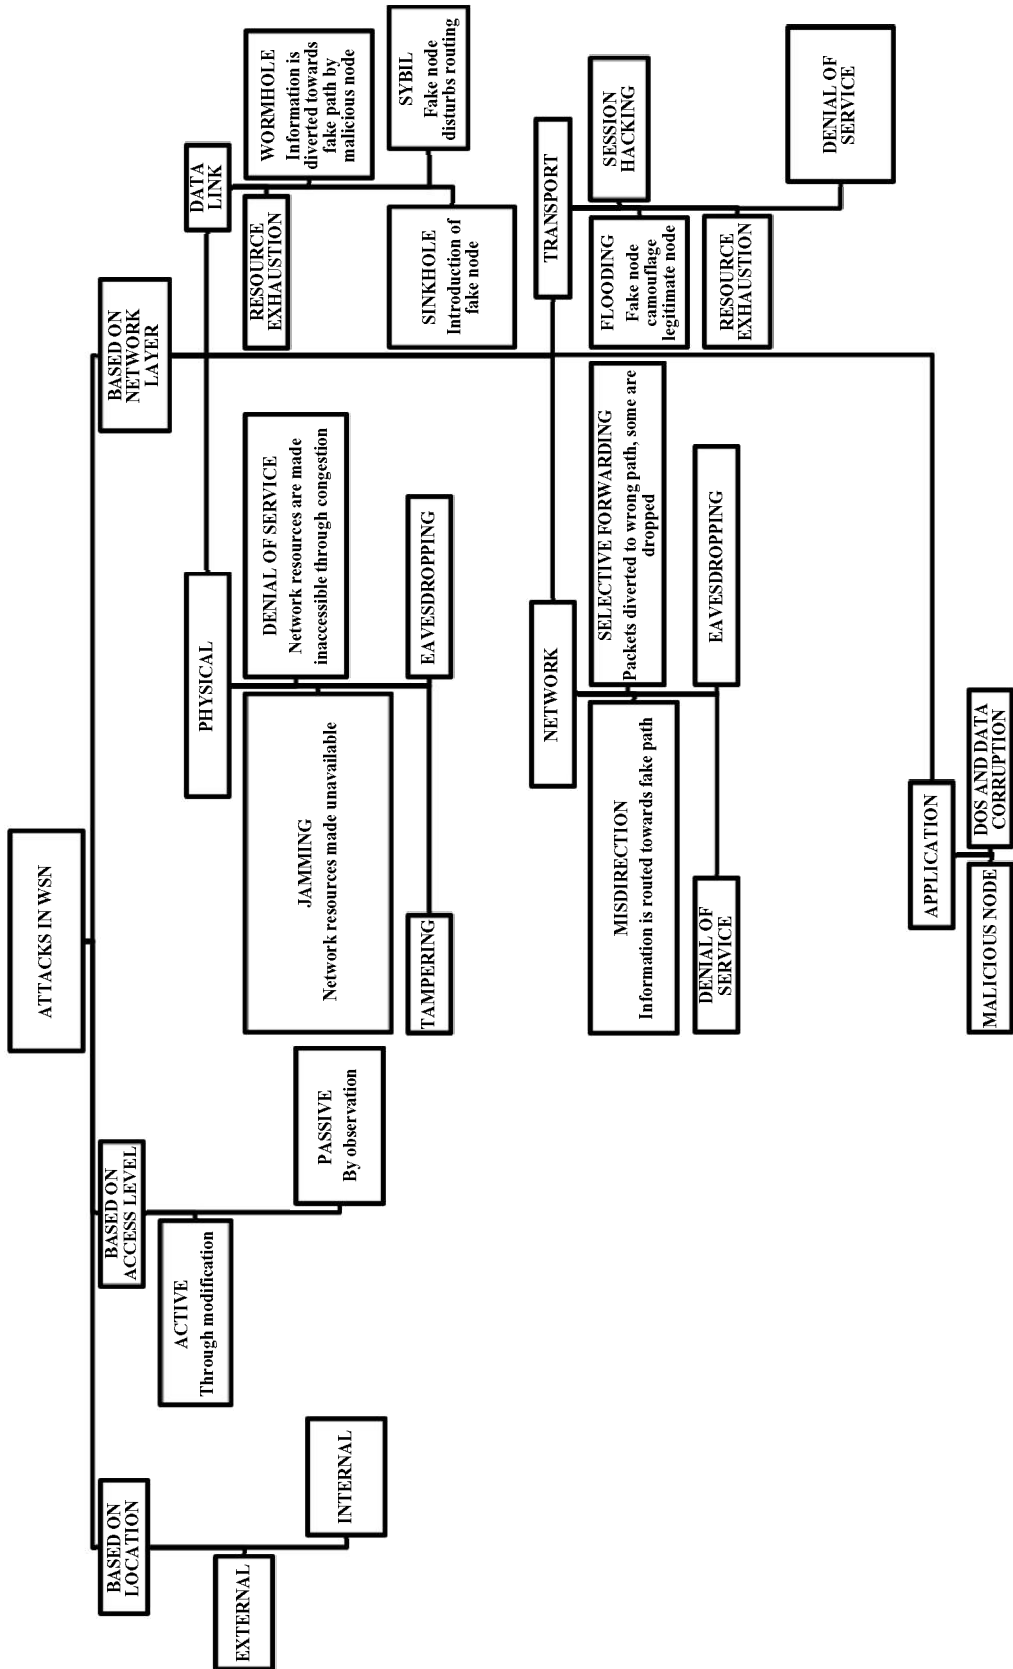 ATTACKS IN WSN
BASED ON
LOCATION
EXTERNAL
INTERNAL
BASED ON
ACCESS LEVEL
ACTIVE
Through modification
PASSIVE
By observation
BASED ON
NETWORK
LAYER
PHYSICAL
JAMMING
Network resources made unavailable
DENIAL OF SERVICE
Network resources are made
inaccessible through congestion
TAMPERING
EAVESDROPPING
DATA
LINK
RESOURCE
EXHAUSTION
WORMHOLE
Information is
diverted towards
fake path by
malicious node
SINKHOLE
Introduction of
fake node
SYBIL
Fake node
disturbs routing
NETWORK
MISDIRECTION
Information is routed towards fake path
SELECTIVE FORWARDING
Packets diverted to wrong path, some are
dropped
DENIAL OF
SERVICE
EAVESDROPPING
TRANSPORT
FLOODING
Fake node
camouflage
legitimate node
SESSION
HACKING
RESOURCE
EXHAUSTION
DENIAL OF
SERVICE
APPLICATION
MALICIOUS NODE
DOS AND DATA
CORRUPTION